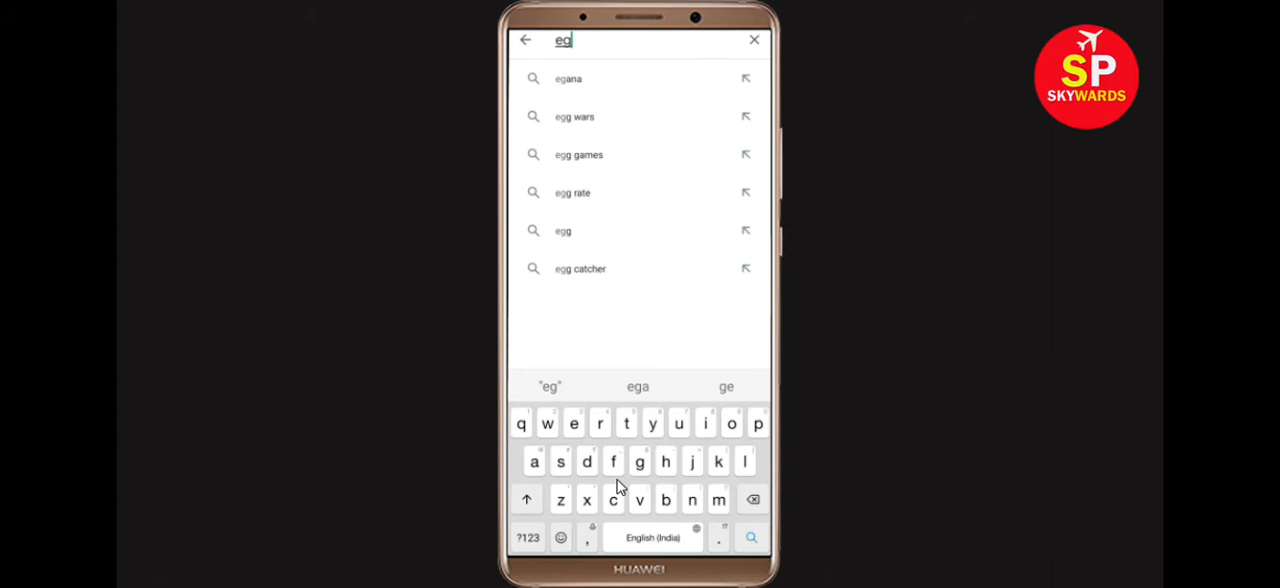 eg
SP
SKYWARDS
egana
egg wars
egg games
egg rate
egg
egg catcher
"eg" ega ge
q w e r t y u i o p
a s d f g h j k l
z x c v b n m
?123 , English (India) .
HUAWEI